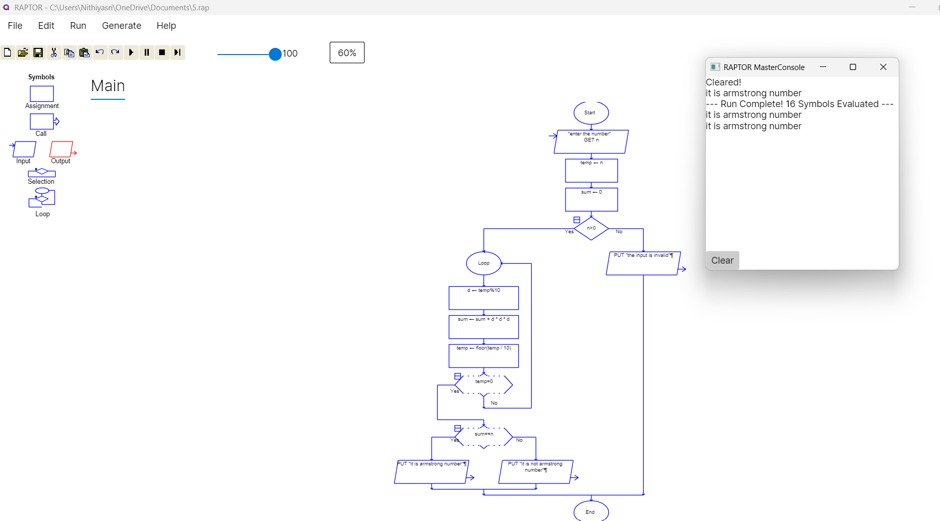 RAPTOR - C:\Users\Nithiyasri\OneDrive\Documents\5.rap
File Edit Run Generate Help
100
60%
Symbols
Assignment
Call
Input Output
Selection
Loop
Main
Start
"enter the number"
GET n
temp ← n
sum ← 0
n>0
Yes No
PUT "the input is invalid"¶
Loop
d ← temp%10
sum ← sum + d * d * d
temp ← floor(temp / 10)
temp=0
Yes
No
sum==n
Yes No
PUT "it is armstrong number"¶
PUT "it is not armstrong
number"¶
End
RAPTOR MasterConsole
Cleared!
it is armstrong number
--- Run Complete! 16 Symbols Evaluated ---
it is armstrong number
it is armstrong number
Clear